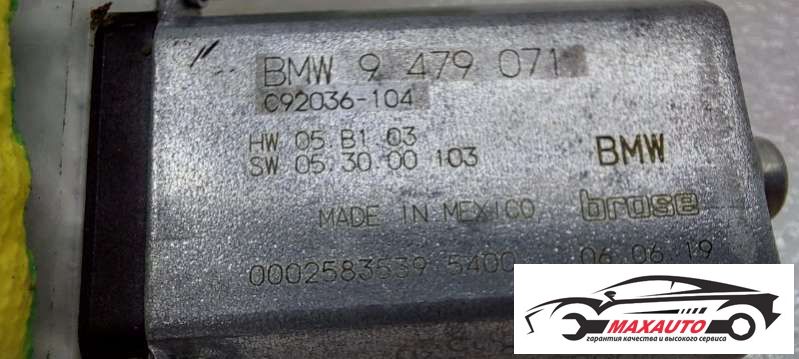 BMW 9 479 071
C92036-104
HW 05 B1 03
SW 05 30 00 103
BMW
MADE IN MEXICO
brose
0002583539 5400
06.06.19
MAXAUTO
гарантия качества и высокого сервиса